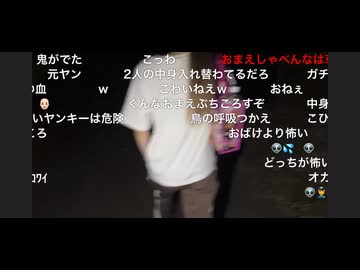 鬼がでた こっわ おまえしゃべんなは
元ヤン 2人の中身入れ替わてるだろ ガチ
の血 w こわいねえw おねぇ
くんなおまえぶちころすぞ 中身
いいヤンキーは危険 鳥の呼吸つかえ こひ
ころ おばけより怖い
どっちが怖い
ｺﾜｲ オカ